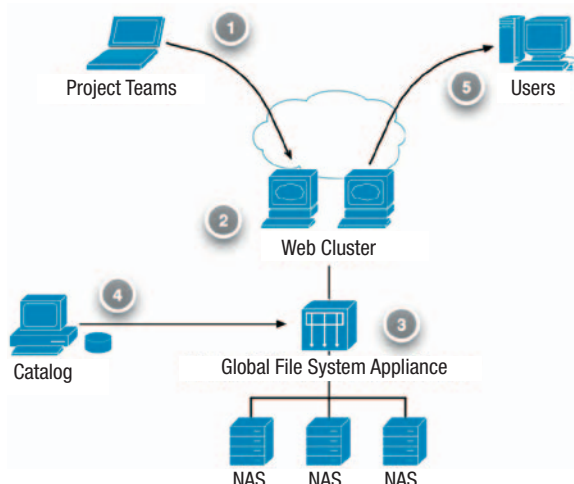 1
Project Teams
5
Users
2
Web Cluster
4
3
Catalog
Global File System Appliance
NAS
NAS
NAS